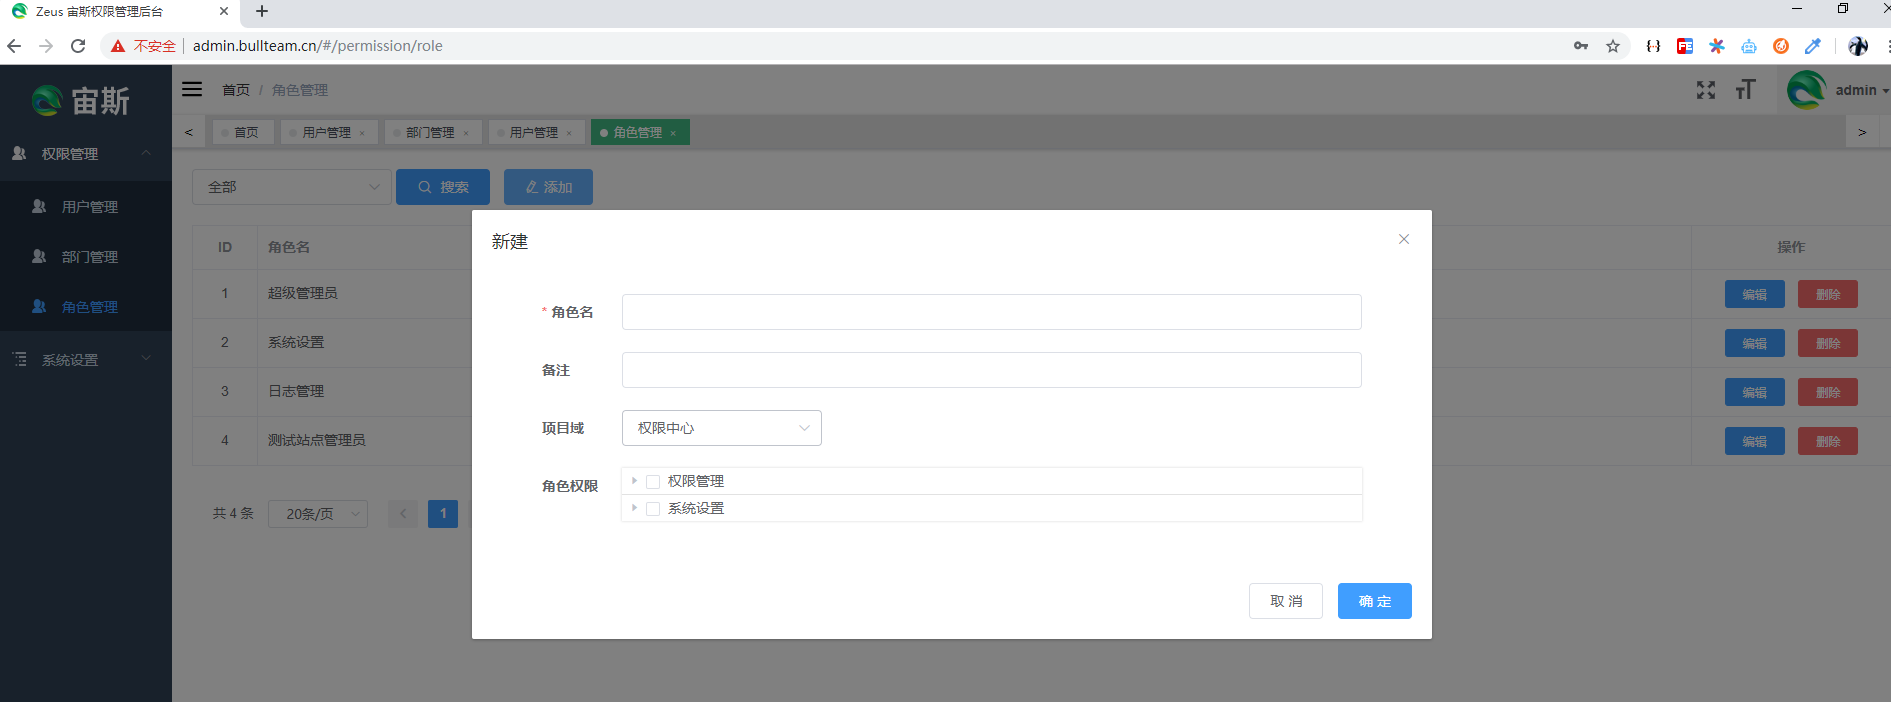 Zeus 宙斯权限管理后台
不安全 admin.bullteam.cn/#/permission/role
宙斯
首页 / 角色管理
admin
< 首页 用户管理 × 部门管理 × 用户管理 × 角色管理 × >
权限管理
用户管理
部门管理
角色管理
系统设置
全部 搜索 添加
ID 角色名 操作
1 超级管理员 编辑 删除
2 系统设置 编辑 删除
3 日志管理 编辑 删除
4 测试站点管理员 编辑 删除
共 4 条 20条/页 < 1
新建
* 角色名
备注
项目域 权限中心
角色权限 权限管理
系统设置
取 消 确 定